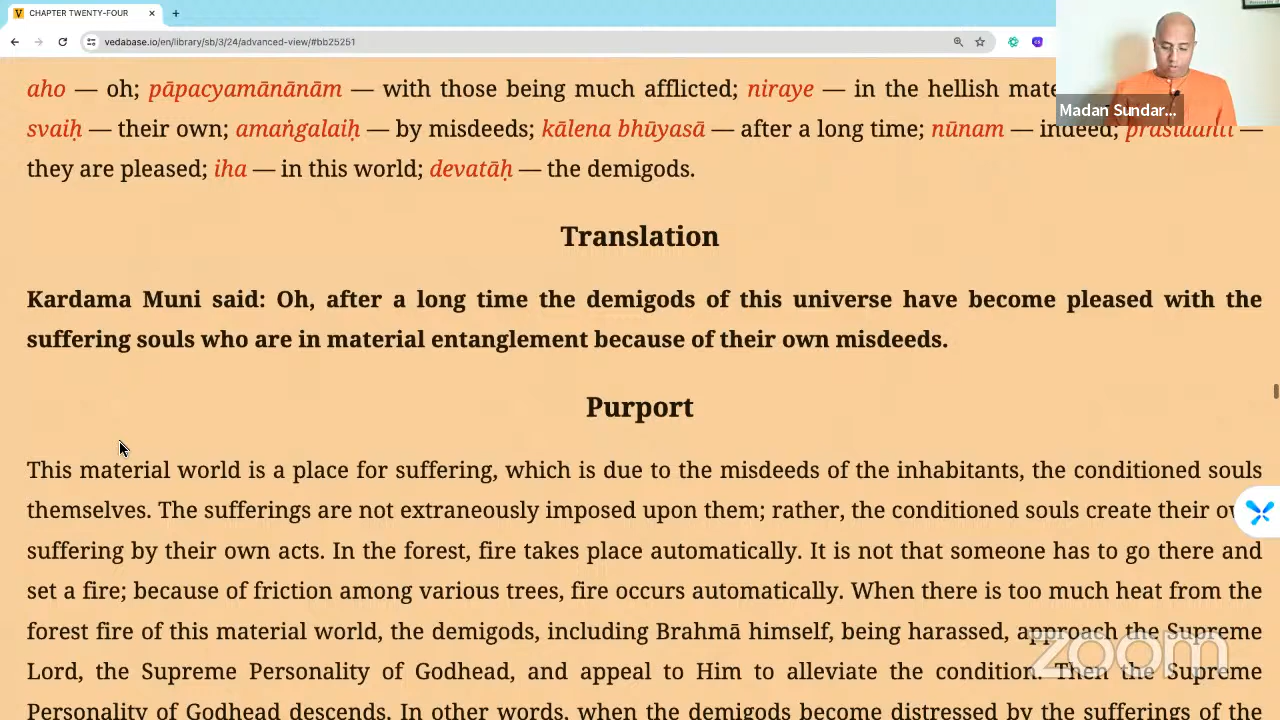 CHAPTER TWENTY-FOUR
vedabase.io/en/library/sb/3/24/advanced-view/#bb25251
aho — oh; pāpacyamānānām — with those being much afflicted; niraye — in the hellish mate
svaiḥ — their own; amaṅgalaiḥ — by misdeeds; kālena bhūyasā — after a long time; nūnam — indeed; prasīdanti —
they are pleased; iha — in this world; devatāḥ — the demigods.
Madan Sundar...
Translation
Kardama Muni said: Oh, after a long time the demigods of this universe have become pleased with the
suffering souls who are in material entanglement because of their own misdeeds.
Purport
This material world is a place for suffering, which is due to the misdeeds of the inhabitants, the conditioned souls
themselves. The sufferings are not extraneously imposed upon them; rather, the conditioned souls create their ow
suffering by their own acts. In the forest, fire takes place automatically. It is not that someone has to go there and
set a fire; because of friction among various trees, fire occurs automatically. When there is too much heat from the
forest fire of this material world, the demigods, including Brahmā himself, being harassed, approach the Supreme
Lord, the Supreme Personality of Godhead, and appeal to Him to alleviate the condition. Then the Supreme
Personality of Godhead descends. In other words, when the demigods become distressed by the sufferings of the
zoom